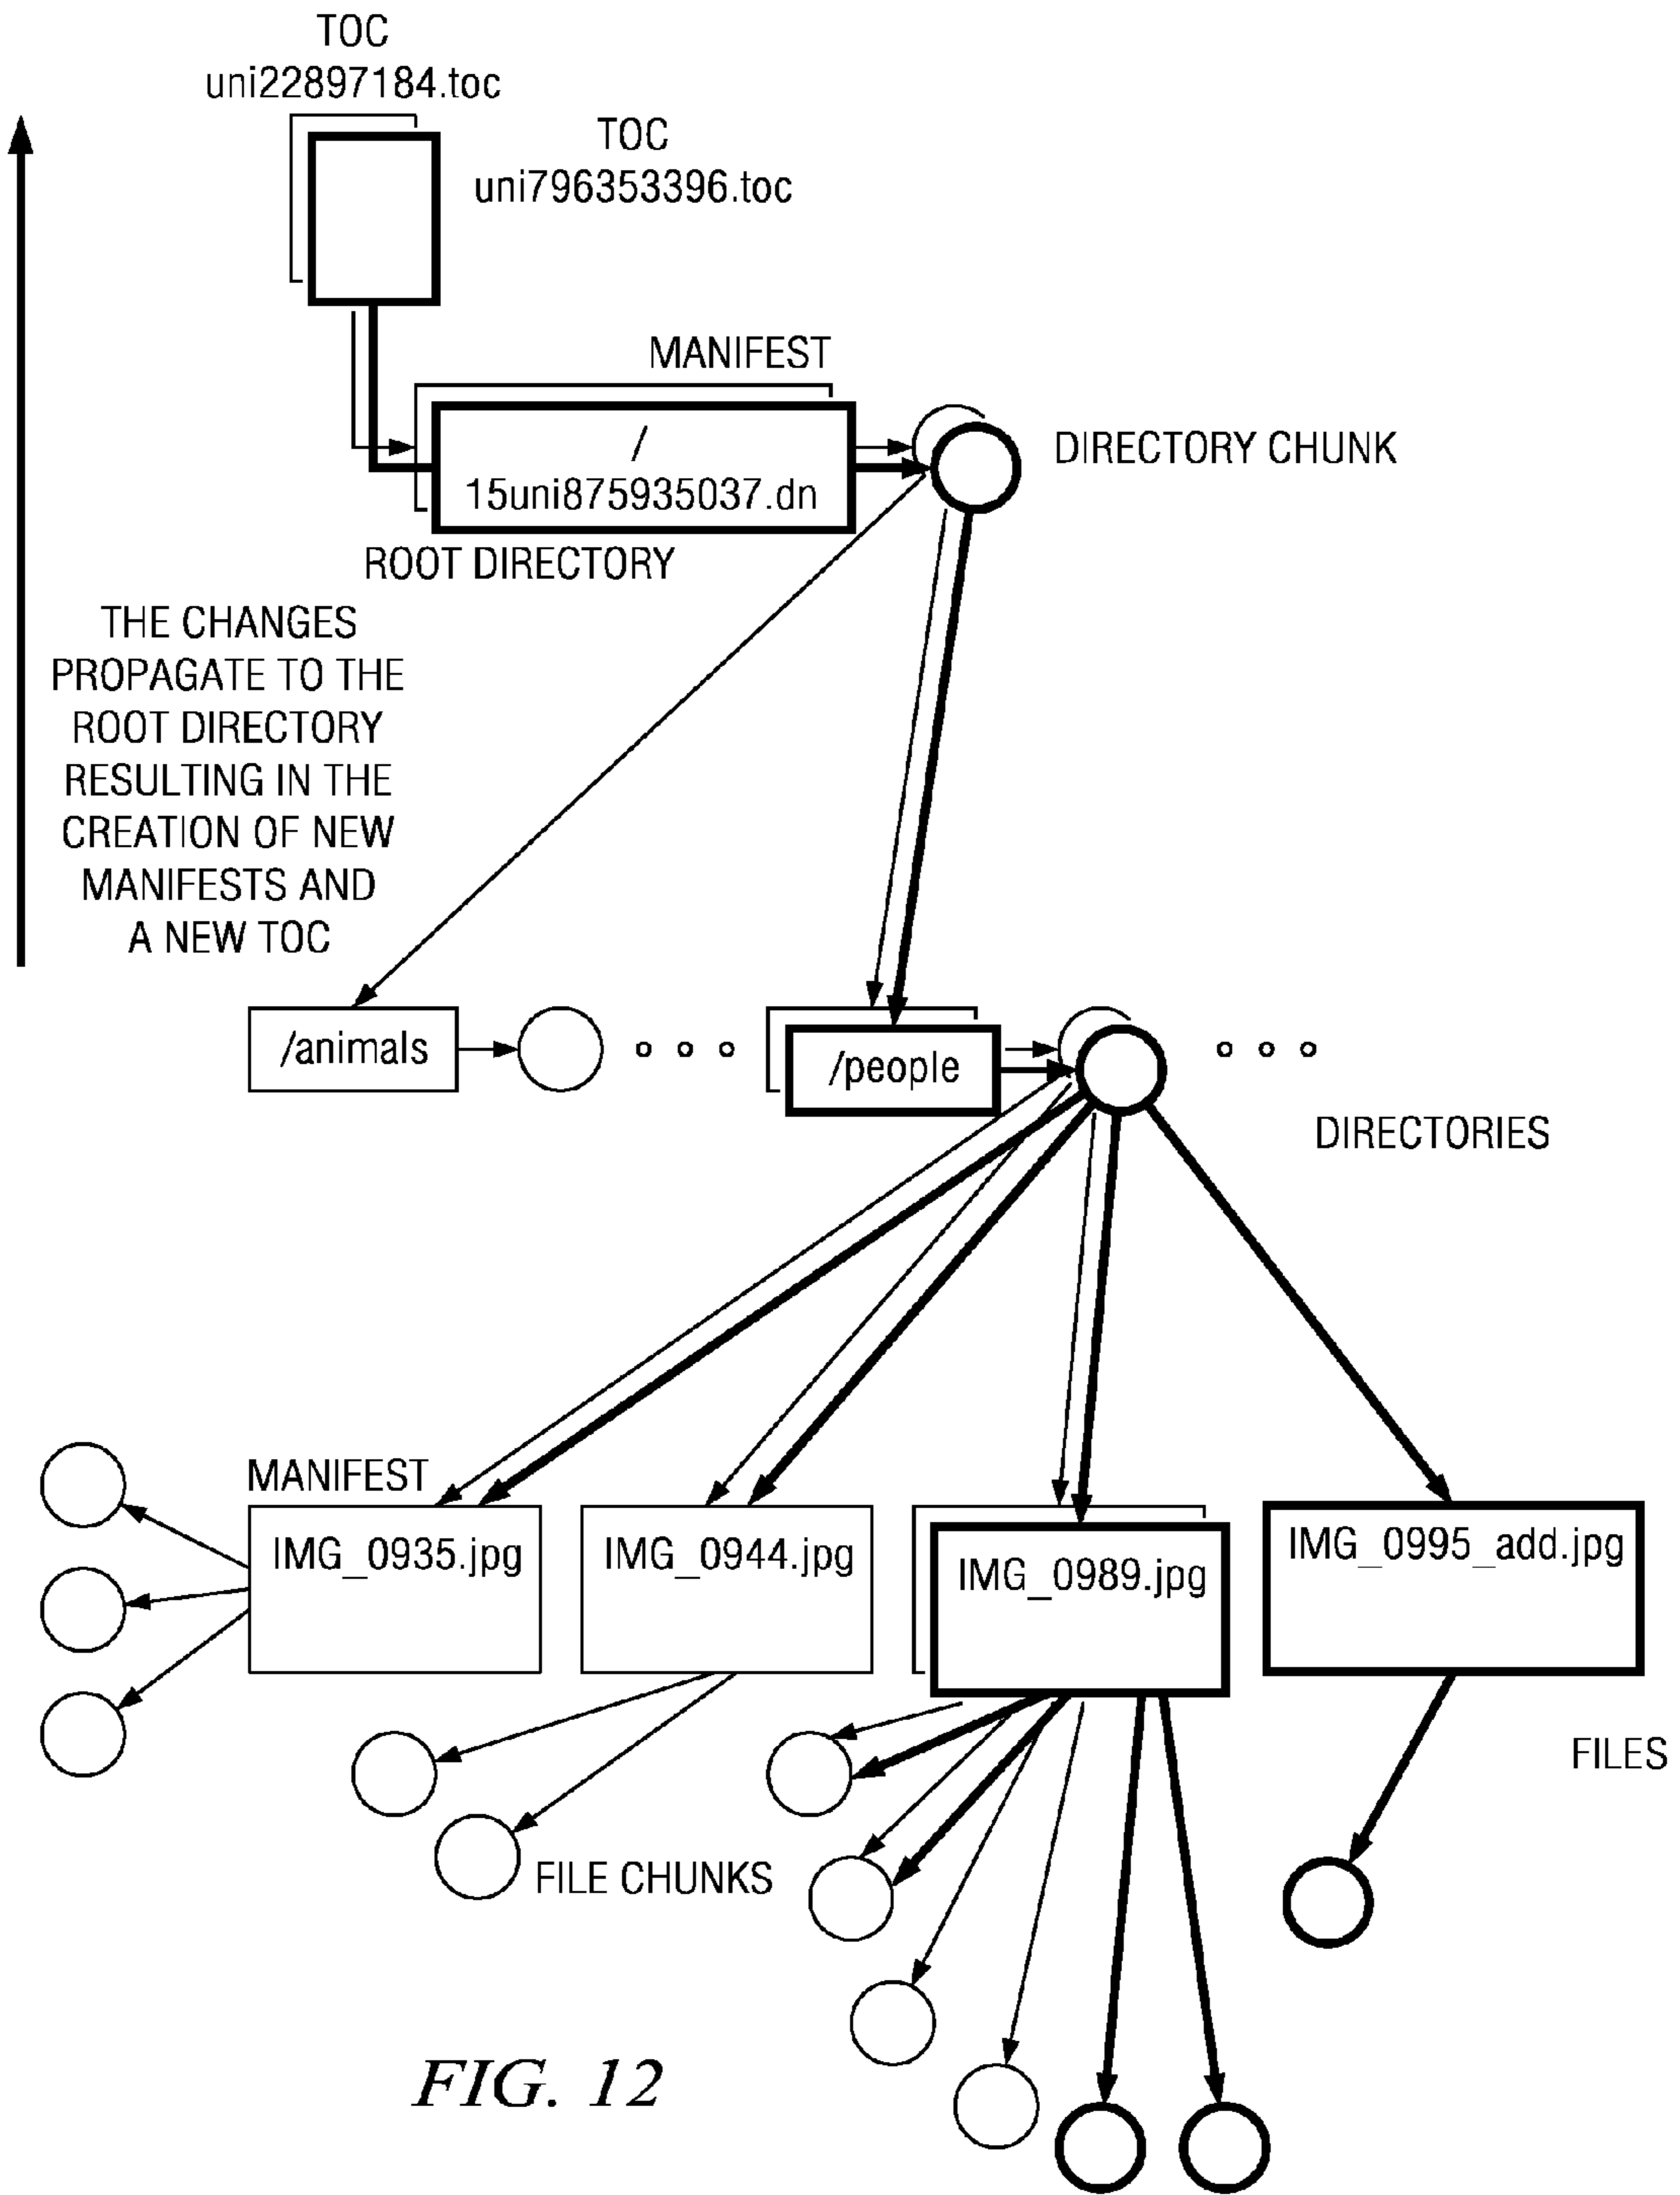 TOC
uni22897184.toc
TOC
uni796353396.toc
MANIFEST
/
15uni875935037.dn
DIRECTORY CHUNK
ROOT DIRECTORY
THE CHANGES
PROPAGATE TO THE
ROOT DIRECTORY
RESULTING IN THE
CREATION OF NEW
MANIFESTS AND
A NEW TOC
/animals
/people
DIRECTORIES
MANIFEST
IMG_0935.jpg
IMG_0944.jpg
IMG_0989.jpg
IMG_0995_add.jpg
FILES
FILE CHUNKS
FIG. 12